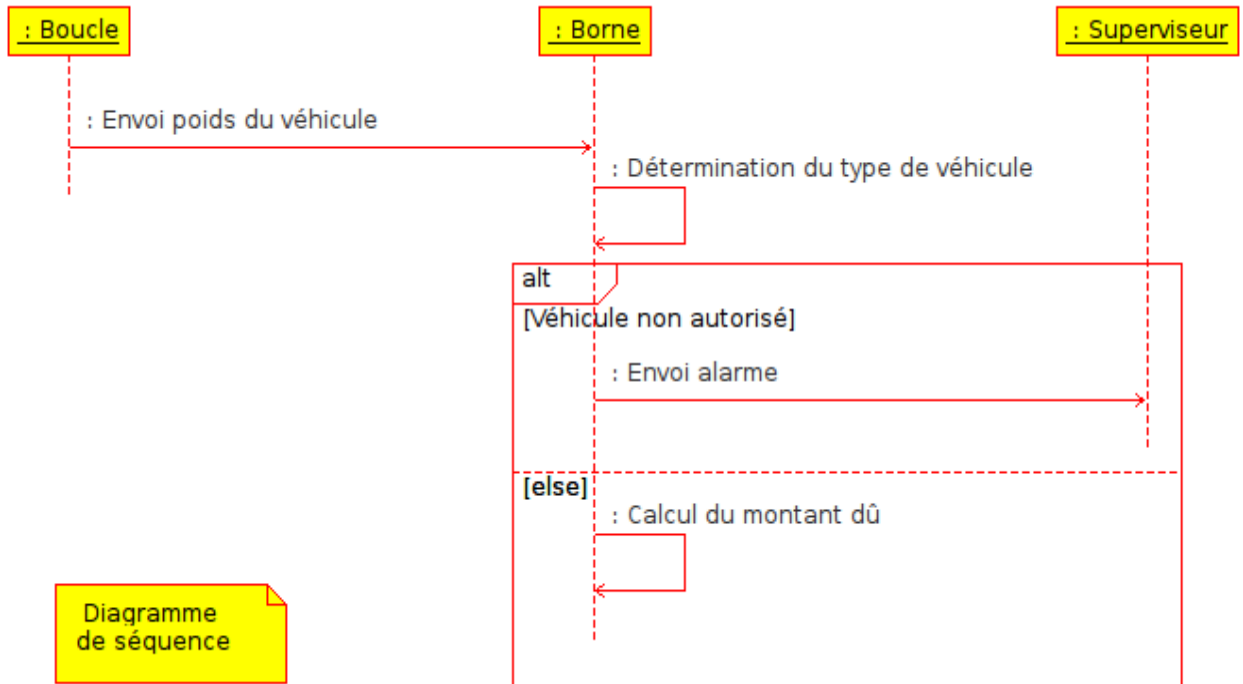 : Boucle
: Borne
: Superviseur
: Envoi poids du véhicule
: Détermination du type de véhicule
alt
[Véhicule non autorisé]
: Envoi alarme
[else]
: Calcul du montant dû
Diagramme
de séquence